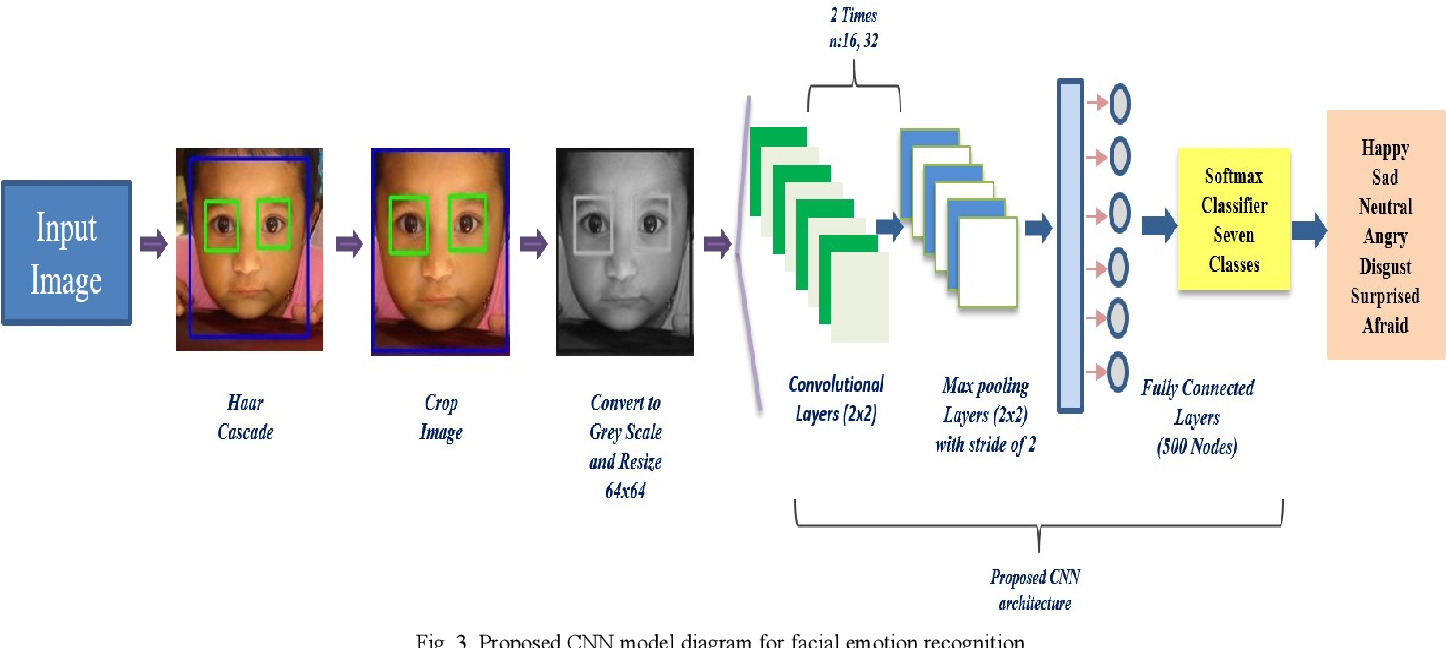 2 Times
n:16, 32
Input
Image
Softmax
Classifier
Seven
Classes
Happy
Sad
Neutral
Angry
Disgust
Surprised
Afraid
Haar
Cascade
Crop
Image
Convert to
Grey Scale
and Resize
64x64
Convolutional
Layers (2x2)
Max pooling
Layers (2x2)
with stride of 2
Fully Connected
Layers
(500 Nodes)
Proposed CNN
architecture
Fig. 3. Proposed CNN model diagram for facial emotion recognition